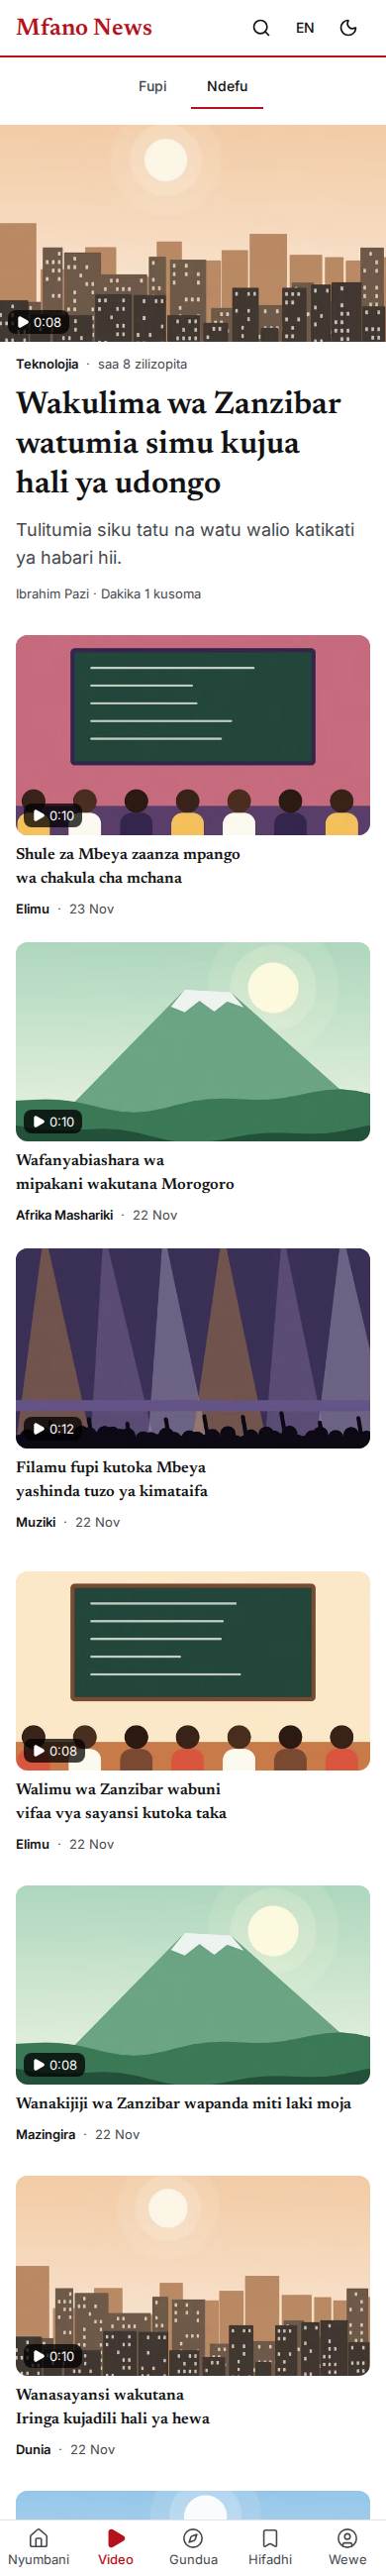 Mfano News
EN
Fupi
Ndefu
0:08
Teknolojia · saa 8 zilizopita
Wakulima wa Zanzibar
watumia simu kujua
hali ya udongo
Tulitumia siku tatu na watu walio katikati
ya habari hii.
Ibrahim Pazi · Dakika 1 kusoma
0:10
Shule za Mbeya zaanza mpango
wa chakula cha mchana
Elimu · 23 Nov
0:10
Wafanyabiashara wa
mipakani wakutana Morogoro
Afrika Mashariki · 22 Nov
0:12
Filamu fupi kutoka Mbeya
yashinda tuzo ya kimataifa
Muziki · 22 Nov
0:08
Walimu wa Zanzibar wabuni
vifaa vya sayansi kutoka taka
Elimu · 22 Nov
0:08
Wanakijiji wa Zanzibar wapanda miti laki moja
Mazingira · 22 Nov
0:10
Wanasayansi wakutana
Iringa kujadili hali ya hewa
Dunia · 22 Nov
Nyumbani
Video
Gundua
Hifadhi
Wewe